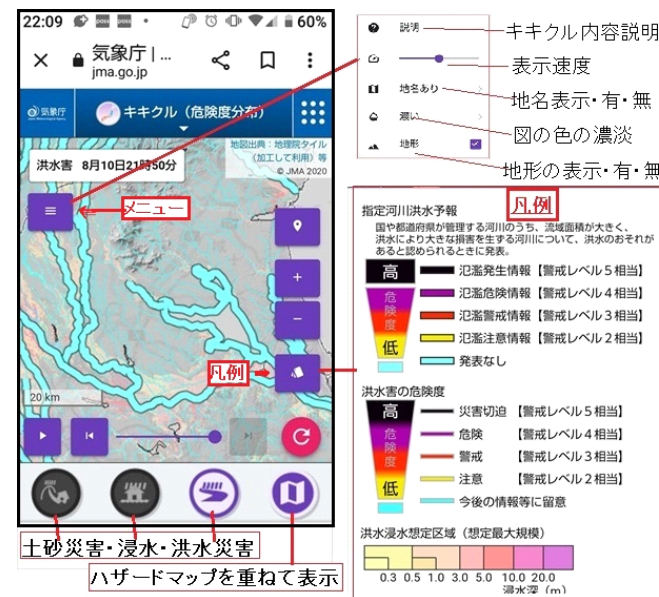 22:09
60%
気象庁 | ...
jma.go.jp
気象庁
キキクル（危険度分布）
地図出典：地理院タイル
（加工して利用）等
© JMA 2020
洪水害 8月10日21時50分
メニュー
凡例
20 km
土砂災害・浸水・洪水災害
ハザードマップを重ねて表示
説明
キキクル内容説明
表示速度
地名あり
地名表示・有・無
濃い
図の色の濃淡
地形
地形の表示・有・無
凡例
指定河川洪水予報
国や都道府県が管理する河川のうち、流域面積が大きく、
洪水により大きな損害を生ずる河川について、洪水のおそれが
あると認められるときに発表。
高
危険度
低
氾濫発生情報【警戒レベル５相当】
氾濫危険情報【警戒レベル４相当】
氾濫警戒情報【警戒レベル３相当】
氾濫注意情報【警戒レベル２相当】
発表なし
洪水害の危険度
高
危険度
低
災害切迫 【警戒レベル５相当】
危険 【警戒レベル４相当】
警戒 【警戒レベル３相当】
注意 【警戒レベル２相当】
今後の情報等に留意
洪水浸水想定区域（想定最大規模）
0.3 0.5 1.0 3.0 5.0 10.0 20.0
浸水深（m）